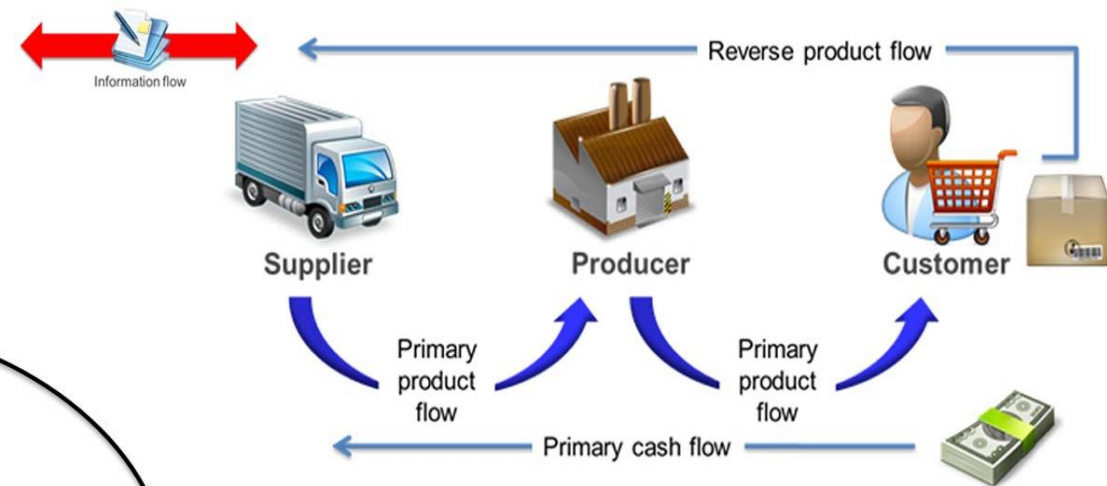 Reverse product flow
Information flow
Supplier
Producer
Customer
Primary
product
flow
Primary
product
flow
Primary cash flow